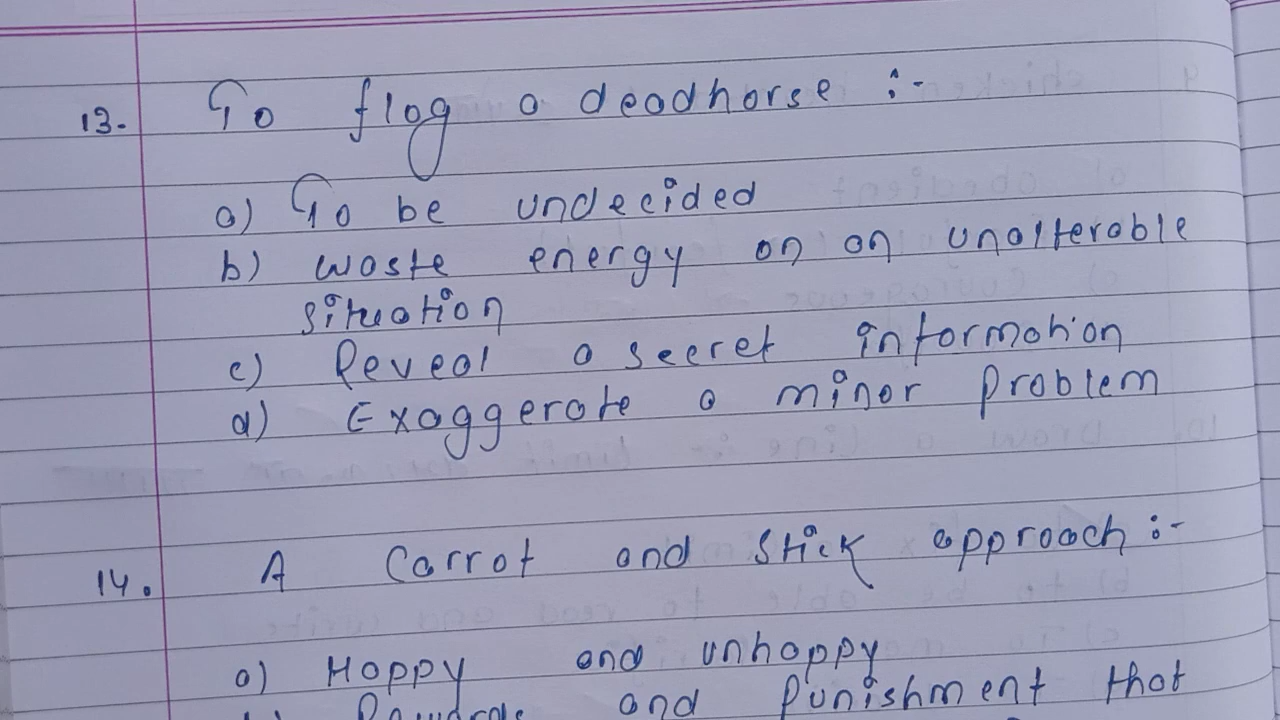 13. To flog a deadhorse :-
a) To be undecided
b) waste energy on an unalterable
situation
c) Reveal a secret information
d) Exaggerate a minor problem
14. A Carrot and Stick approach :-
a) Happy and unhappy
and Punishment that